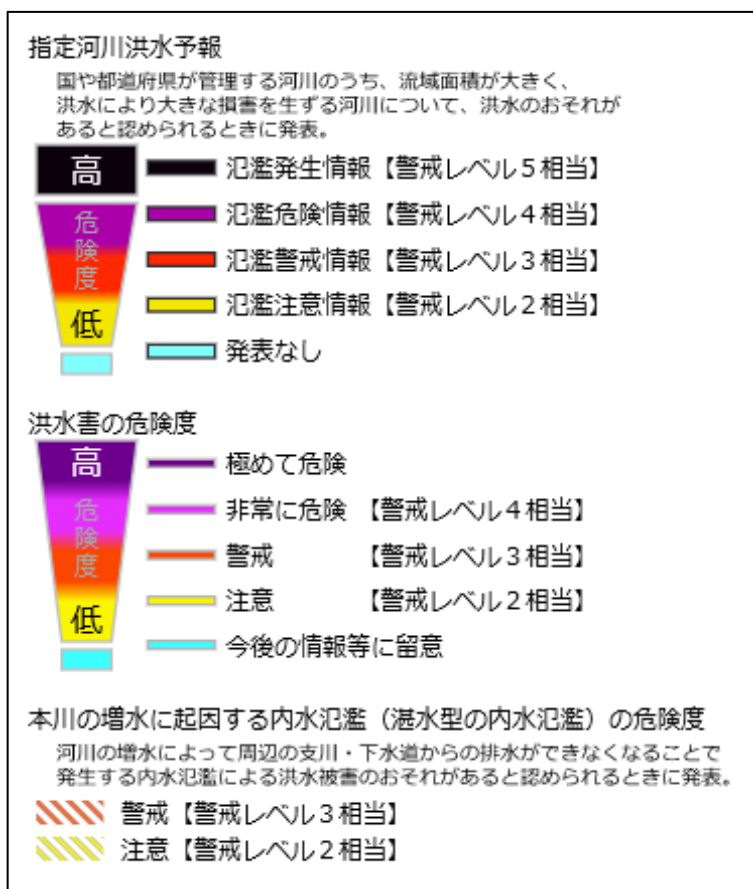 指定河川洪水予報
国や都道府県が管理する河川のうち、流域面積が大きく、
洪水により大きな損害を生ずる河川について、洪水のおそれが
あると認められるときに発表。
高
危険度
低
氾濫発生情報【警戒レベル５相当】
氾濫危険情報【警戒レベル４相当】
氾濫警戒情報【警戒レベル３相当】
氾濫注意情報【警戒レベル２相当】
発表なし
洪水害の危険度
高
危険度
低
極めて危険
非常に危険 【警戒レベル４相当】
警戒 【警戒レベル３相当】
注意 【警戒レベル２相当】
今後の情報等に留意
本川の増水に起因する内水氾濫（湛水型の内水氾濫）の危険度
河川の増水によって周辺の支川・下水道からの排水ができなくなることで
発生する内水氾濫による洪水被害のおそれがあると認められるときに発表。
警戒【警戒レベル３相当】
注意【警戒レベル２相当】